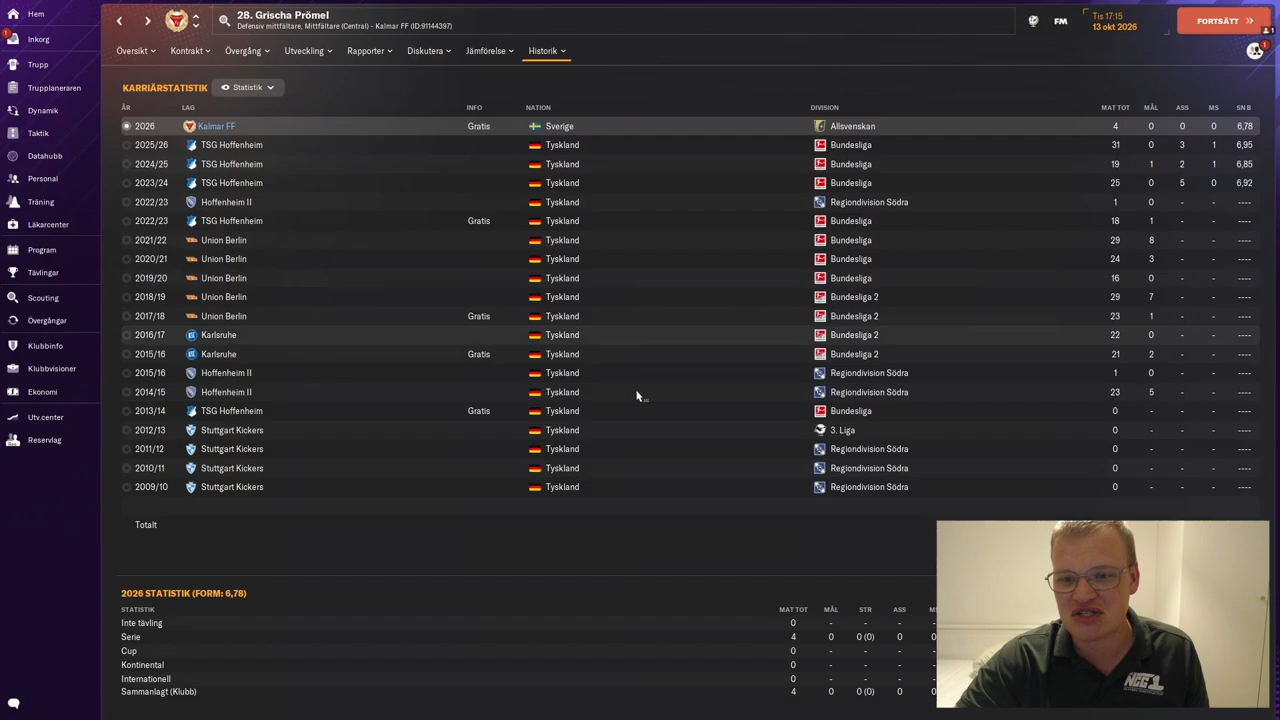 Hem
1
Inkorg
Trupp
Trupplaneraren
Dynamik
Taktik
Datahubb
Personal
Träning
Läkarcenter
Program
Tävlingar
Scouting
Övergångar
Klubbinfo
Klubbvisioner
Ekonomi
Utv.center
Reservlag
28. Grischa Prömel
Defensiv mittfältare, Mittfältare (Central) - Kalmar FF (ID:91144397)
FM
Tis 17:15
13 okt 2026
FORTSÄTT
1
1
Översikt Kontrakt Övergång Utveckling Rapporter Diskutera Jämförelse Historik
KARRIÄRSTATISTIK Statistik
ÅR LAG INFO NATION DIVISION MAT TOT MÅL ASS MS SN B
2026 Kalmar FF Gratis Sverige Allsvenskan 4 0 0 0 6,78
2025/26 TSG Hoffenheim Tyskland Bundesliga 31 0 3 1 6,95
2024/25 TSG Hoffenheim Tyskland Bundesliga 19 1 2 1 6,85
2023/24 TSG Hoffenheim Tyskland Bundesliga 25 0 5 0 6,92
2022/23 Hoffenheim II Tyskland Regiondivision Södra 1 0 - - ----
2022/23 TSG Hoffenheim Gratis Tyskland Bundesliga 18 1 - - ----
2021/22 Union Berlin Tyskland Bundesliga 29 8 - - ----
2020/21 Union Berlin Tyskland Bundesliga 24 3 - - ----
2019/20 Union Berlin Tyskland Bundesliga 16 0 - - ----
2018/19 Union Berlin Tyskland Bundesliga 2 29 7 - - ----
2017/18 Union Berlin Gratis Tyskland Bundesliga 2 23 1 - - ----
2016/17 Karlsruhe Tyskland Bundesliga 2 22 0 - - ----
2015/16 Karlsruhe Gratis Tyskland Bundesliga 2 21 2 - - ----
2015/16 Hoffenheim II Tyskland Regiondivision Södra 1 0 - - ----
2014/15 Hoffenheim II Tyskland Regiondivision Södra 23 5 - - ----
2013/14 TSG Hoffenheim Gratis Tyskland Bundesliga 0 - - - ----
2012/13 Stuttgart Kickers Tyskland 3. Liga 0 - - - ----
2011/12 Stuttgart Kickers Tyskland Regiondivision Södra 0 - - - ----
2010/11 Stuttgart Kickers Tyskland Regiondivision Södra 0 - - - ----
2009/10 Stuttgart Kickers Tyskland Regiondivision Södra 0 - - - ----
Totalt
2026 STATISTIK (FORM: 6,78)
STATISTIK MAT TOT MÅL STR ASS
Inte tävling 0 - - - -
Serie 4 0 0 (0) 0 0
Cup 0 - - - -
Kontinental 0 - - - -
Internationell 0 - - - -
Sammanlagt (Klubb) 4 0 0 (0) 0 0
NGG1